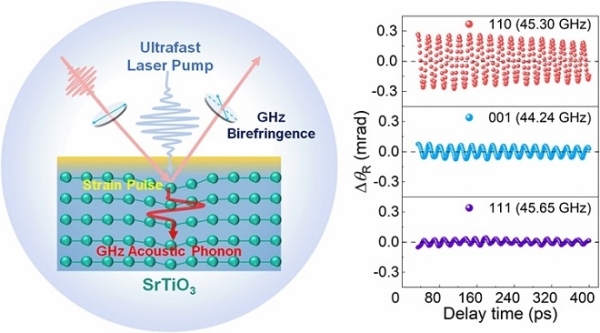 Ultrafast
Laser Pump
GHz
Birefringence
Strain Pulse
GHz Acoustic Phonon
SrTiO₃
0.3
0.0
-0.3
110 (45.30 GHz)
0.3
0.0
-0.3
001 (44.24 GHz)
0.3
0.0
-0.3
111 (45.65 GHz)
Δθ_R (mrad)
0 80 160 240 320 400
Delay time (ps)